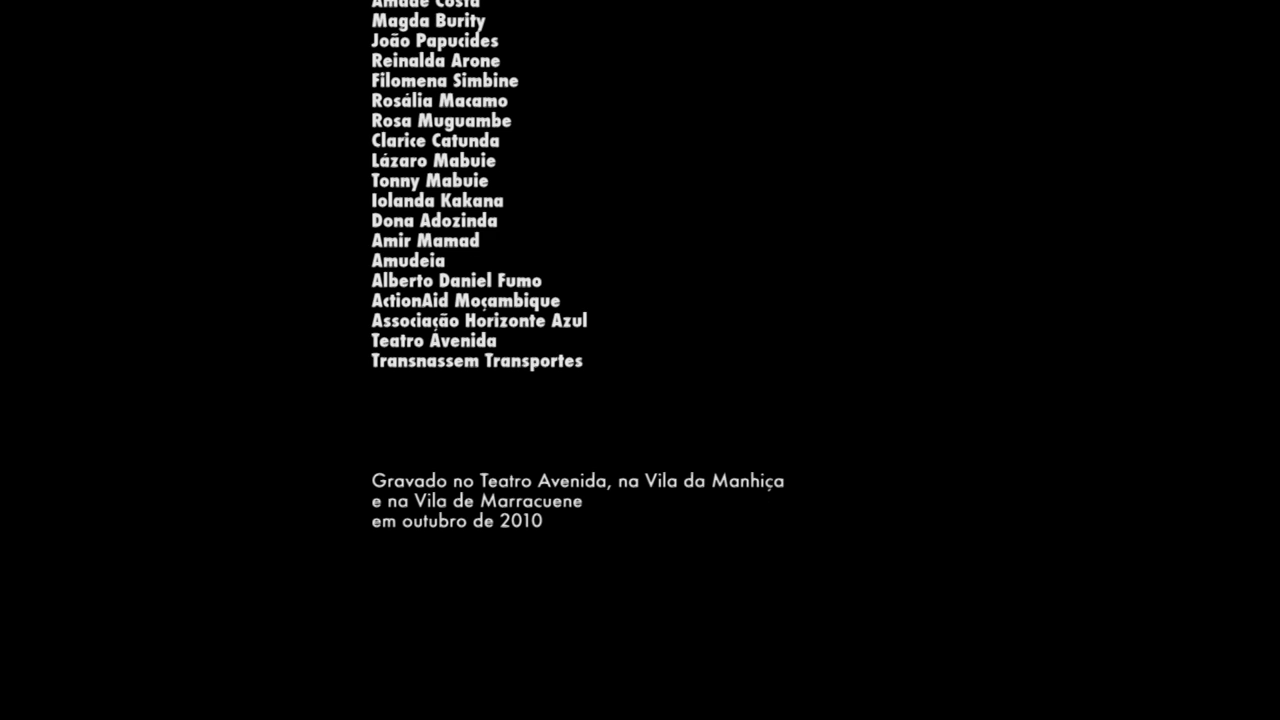 Amade Costa
Magda Burity
João Papucides
Reinalda Arone
Filomena Simbine
Rosália Macamo
Rosa Muguambe
Clarice Catunda
Lázaro Mabuie
Tonny Mabuie
Iolanda Kakana
Dona Adozinda
Amir Mamad
Amudeia
Alberto Daniel Fumo
ActionAid Moçambique
Associação Horizonte Azul
Teatro Avenida
Transnassem Transportes
Gravado no Teatro Avenida, na Vila da Manhiça
e na Vila de Marracuene
em outubro de 2010